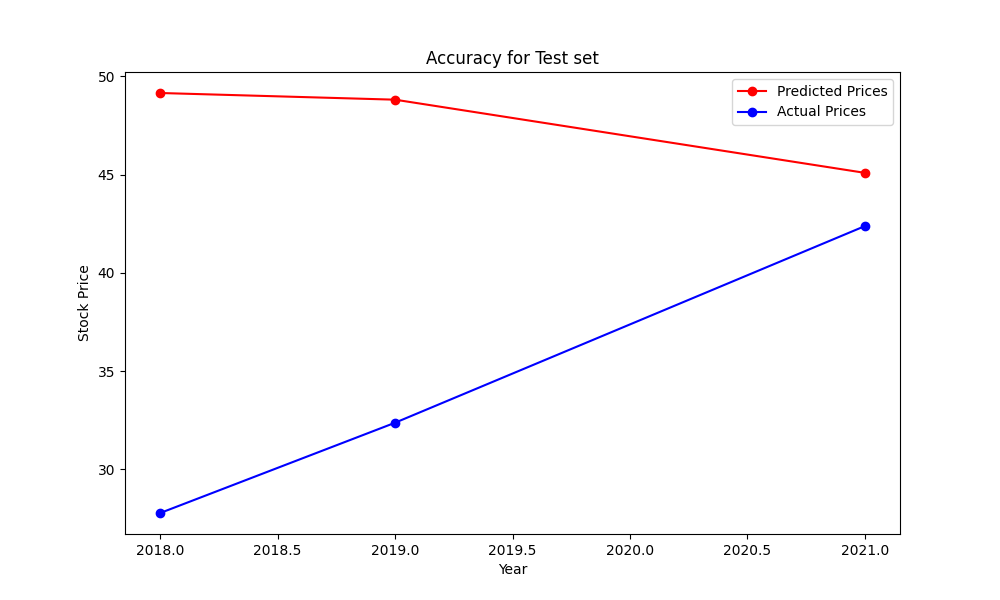 Accuracy for Test set
Predicted Prices
Actual Prices
50
45
40
35
30
Stock Price
2018.0
2018.5
2019.0
2019.5
2020.0
2020.5
2021.0
Year